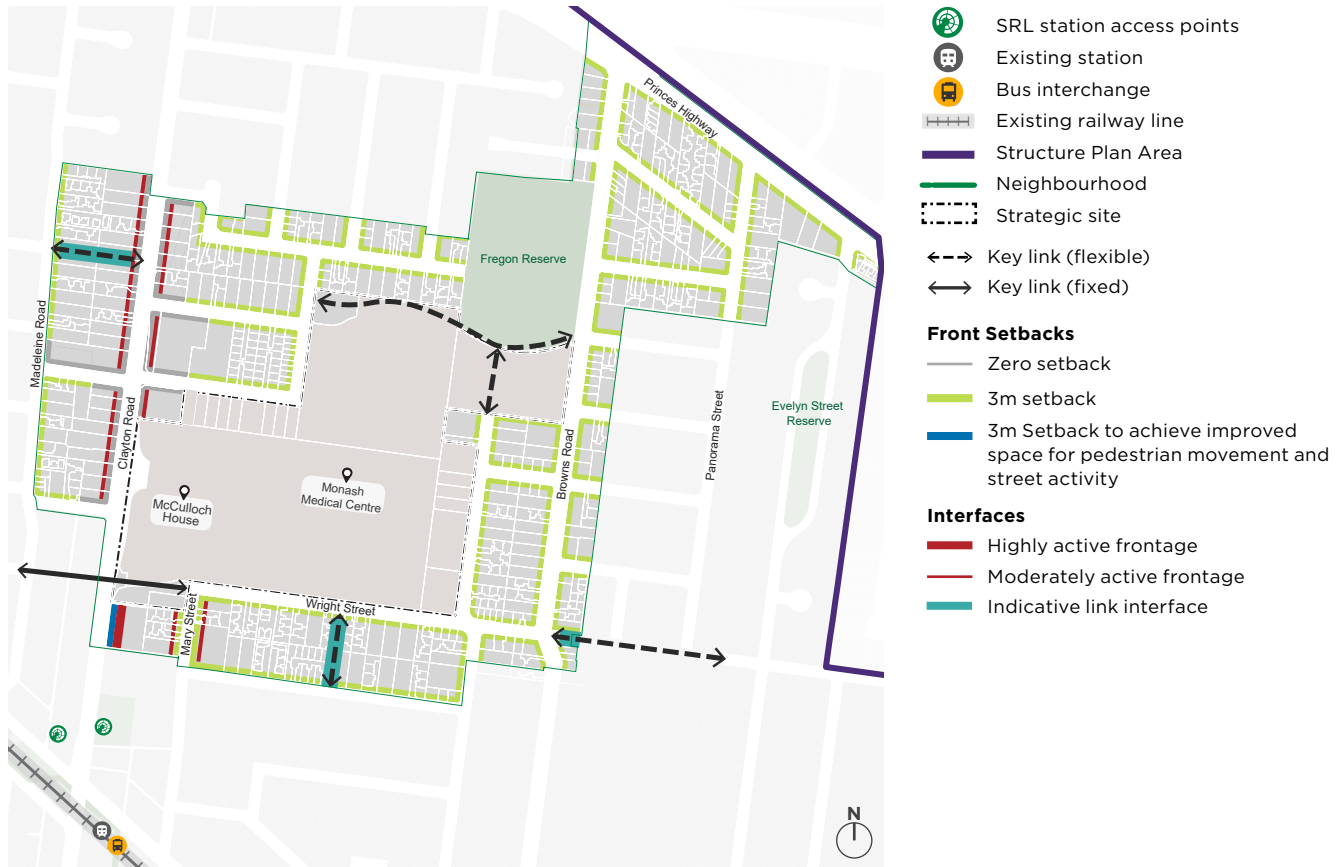 Princes Highway
Fregon Reserve
Madeleine Road
Clayton Road
Panorama Street
Evelyn Street
Reserve
Browns Road
Monash
Medical Centre
McCulloch
House
Wright Street
Mary Street
N
SRL station access points
Existing station
Bus interchange
Existing railway line
Structure Plan Area
Neighbourhood
Strategic site
Key link (flexible)
Key link (fixed)
Front Setbacks
Zero setback
3m setback
3m Setback to achieve improved
space for pedestrian movement and
street activity
Interfaces
Highly active frontage
Moderately active frontage
Indicative link interface